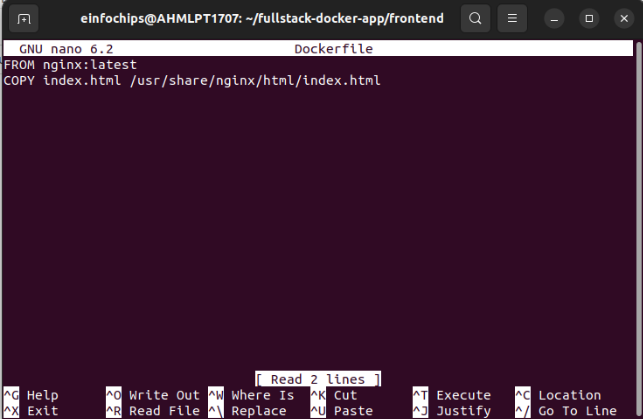 einfochips@AHMLPT1707: ~/fullstack-docker-app/frontend
GNU nano 6.2 Dockerfile
FROM nginx:latest
COPY index.html /usr/share/nginx/html/index.html
[ Read 2 lines ]
^G Help ^O Write Out ^W Where Is ^K Cut ^T Execute ^C Location
^X Exit ^R Read File ^\ Replace ^U Paste ^J Justify ^/ Go To Line